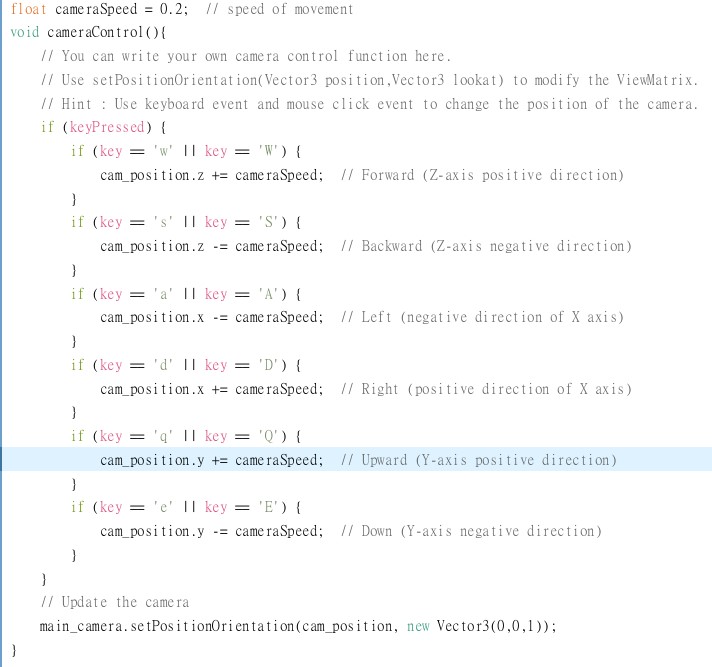 float cameraSpeed = 0.2;  // speed of movement
void cameraControl(){
    // You can write your own camera control function here.
    // Use setPositionOrientation(Vector3 position,Vector3 lookat) to modify the ViewMatrix.
    // Hint : Use keyboard event and mouse click event to change the position of the camera.
    if (keyPressed) {
        if (key == 'w' || key == 'W') {
            cam_position.z += cameraSpeed;  // Forward (Z-axis positive direction)
        }
        if (key == 's' || key == 'S') {
            cam_position.z -= cameraSpeed;  // Backward (Z-axis negative direction)
        }
        if (key == 'a' || key == 'A') {
            cam_position.x -= cameraSpeed;  // Left (negative direction of X axis)
        }
        if (key == 'd' || key == 'D') {
            cam_position.x += cameraSpeed;  // Right (positive direction of X axis)
        }
        if (key == 'q' || key == 'Q') {
            cam_position.y += cameraSpeed;  // Upward (Y-axis positive direction)
        }
        if (key == 'e' || key == 'E') {
            cam_position.y -= cameraSpeed;  // Down (Y-axis negative direction)
        }
    }
    // Update the camera
    main_camera.setPositionOrientation(cam_position, new Vector3(0,0,1));
}